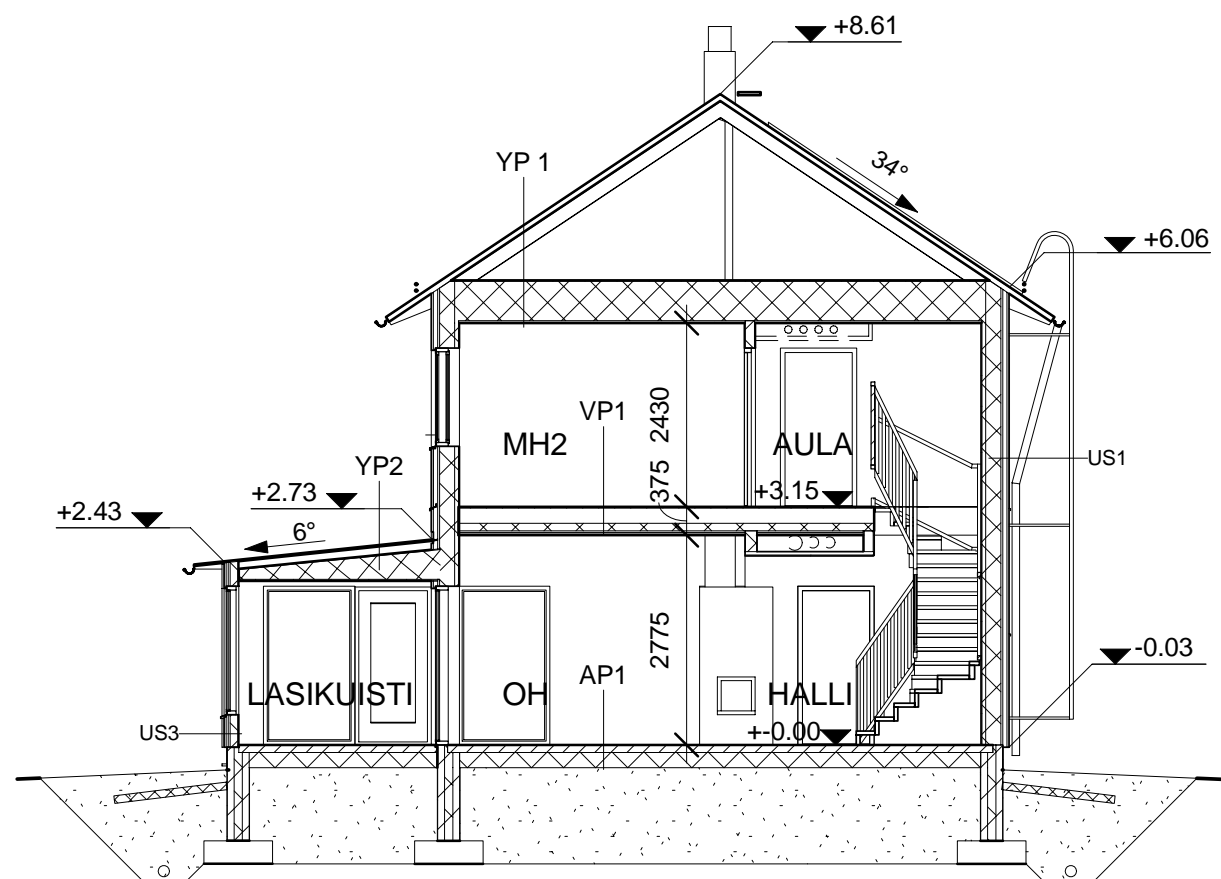 +8.61
YP 1
34°
+6.06
VP1
2430
MH2
AULA
YP2
US1
375
+2.73
+3.15
+2.43
6°
2775
-0.03
AP1
LASIKUISTI
OH
HALLI
US3
+-0.00